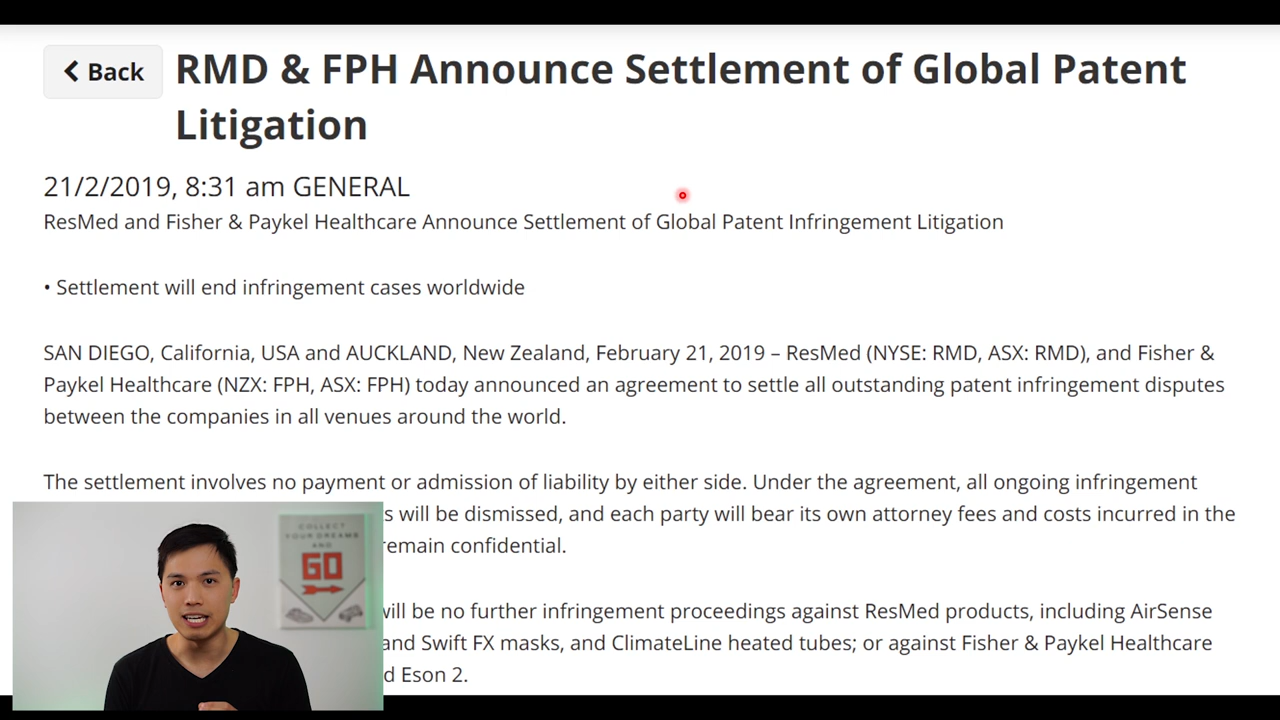 Back
RMD & FPH Announce Settlement of Global Patent
Litigation
21/2/2019, 8:31 am GENERAL
ResMed and Fisher & Paykel Healthcare Announce Settlement of Global Patent Infringement Litigation
• Settlement will end infringement cases worldwide
SAN DIEGO, California, USA and AUCKLAND, New Zealand, February 21, 2019 – ResMed (NYSE: RMD, ASX: RMD), and Fisher &
Paykel Healthcare (NZX: FPH, ASX: FPH) today announced an agreement to settle all outstanding patent infringement disputes
between the companies in all venues around the world.
The settlement involves no payment or admission of liability by either side. Under the agreement, all ongoing infringement
s will be dismissed, and each party will bear its own attorney fees and costs incurred in the
remain confidential.
will be no further infringement proceedings against ResMed products, including AirSense
and Swift FX masks, and ClimateLine heated tubes; or against Fisher & Paykel Healthcare
d Eson 2.
COLLECT
YOUR DREAMS
AND
GO